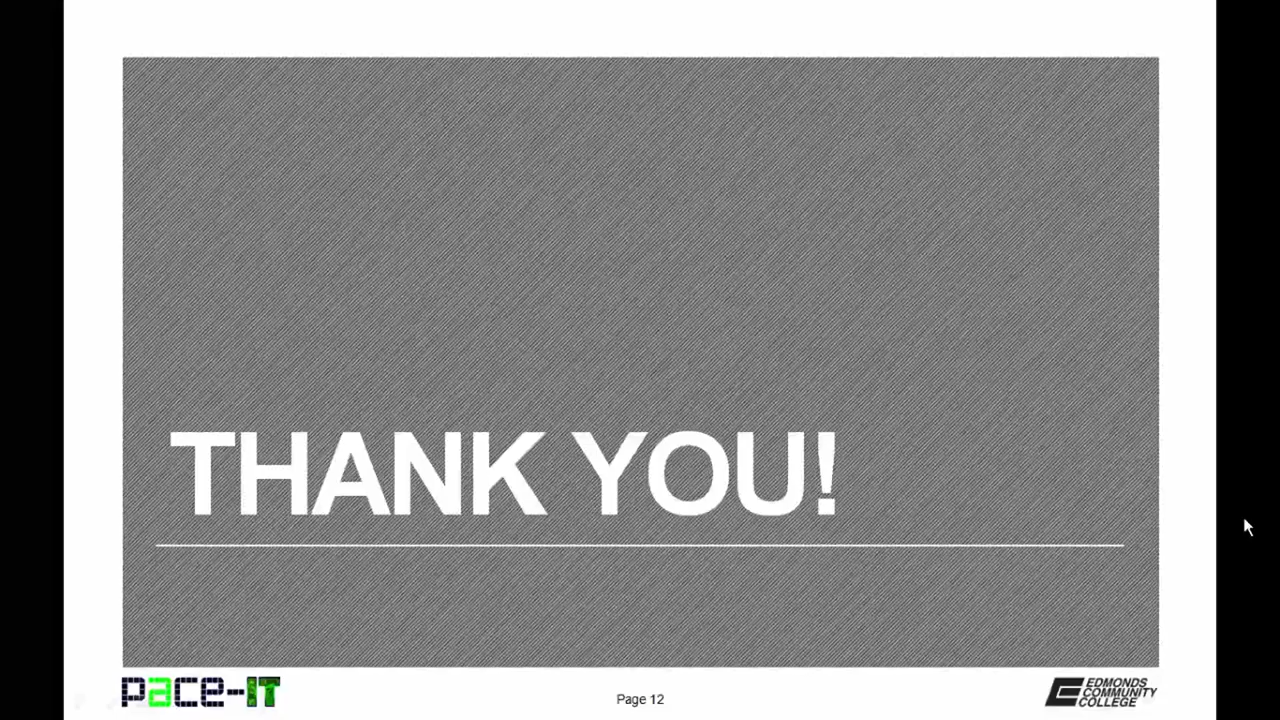 THANK YOU!
pace-IT
Page 12
EDMONDS
COMMUNITY
COLLEGE